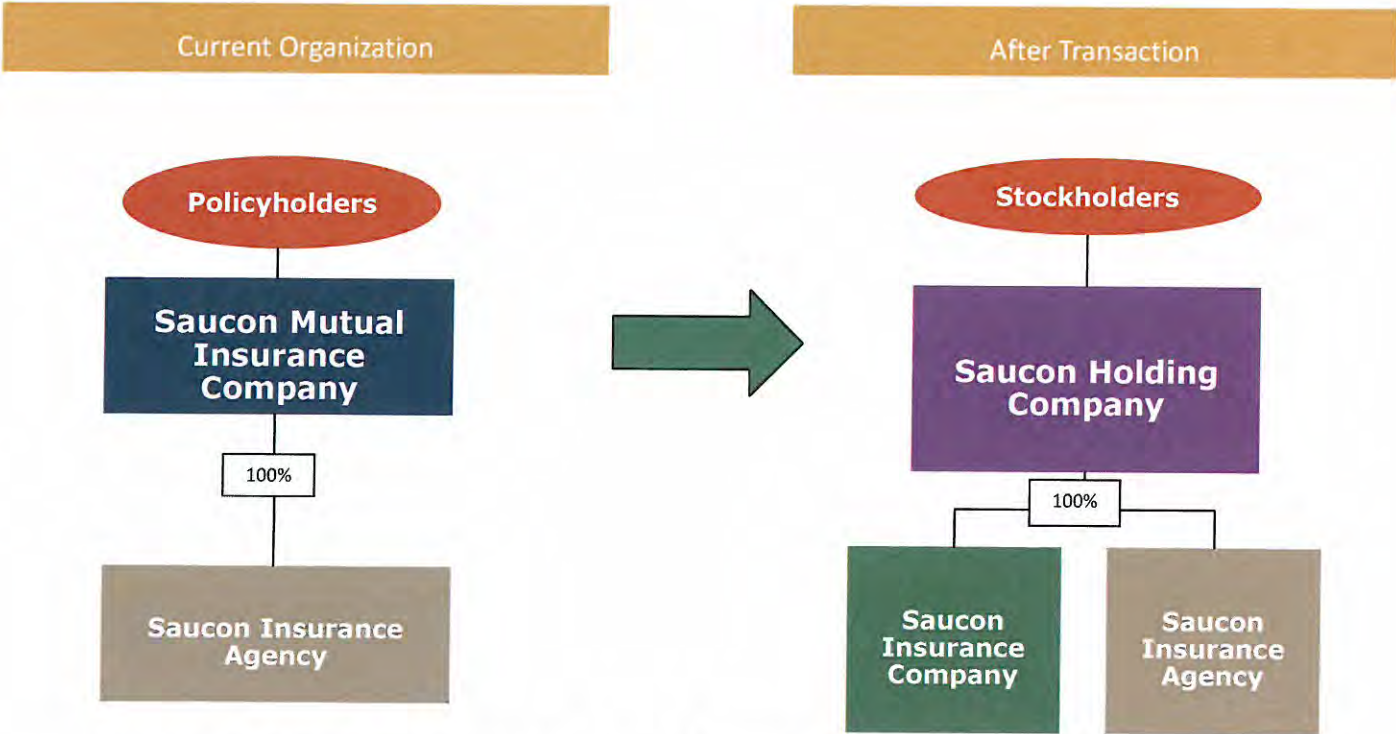 Current Organization
Policyholders
Saucon Mutual
Insurance
Company
100%
Saucon Insurance
Agency
After Transaction
Stockholders
Saucon Holding
Company
100%
Saucon
Insurance
Company
Saucon
Insurance
Agency